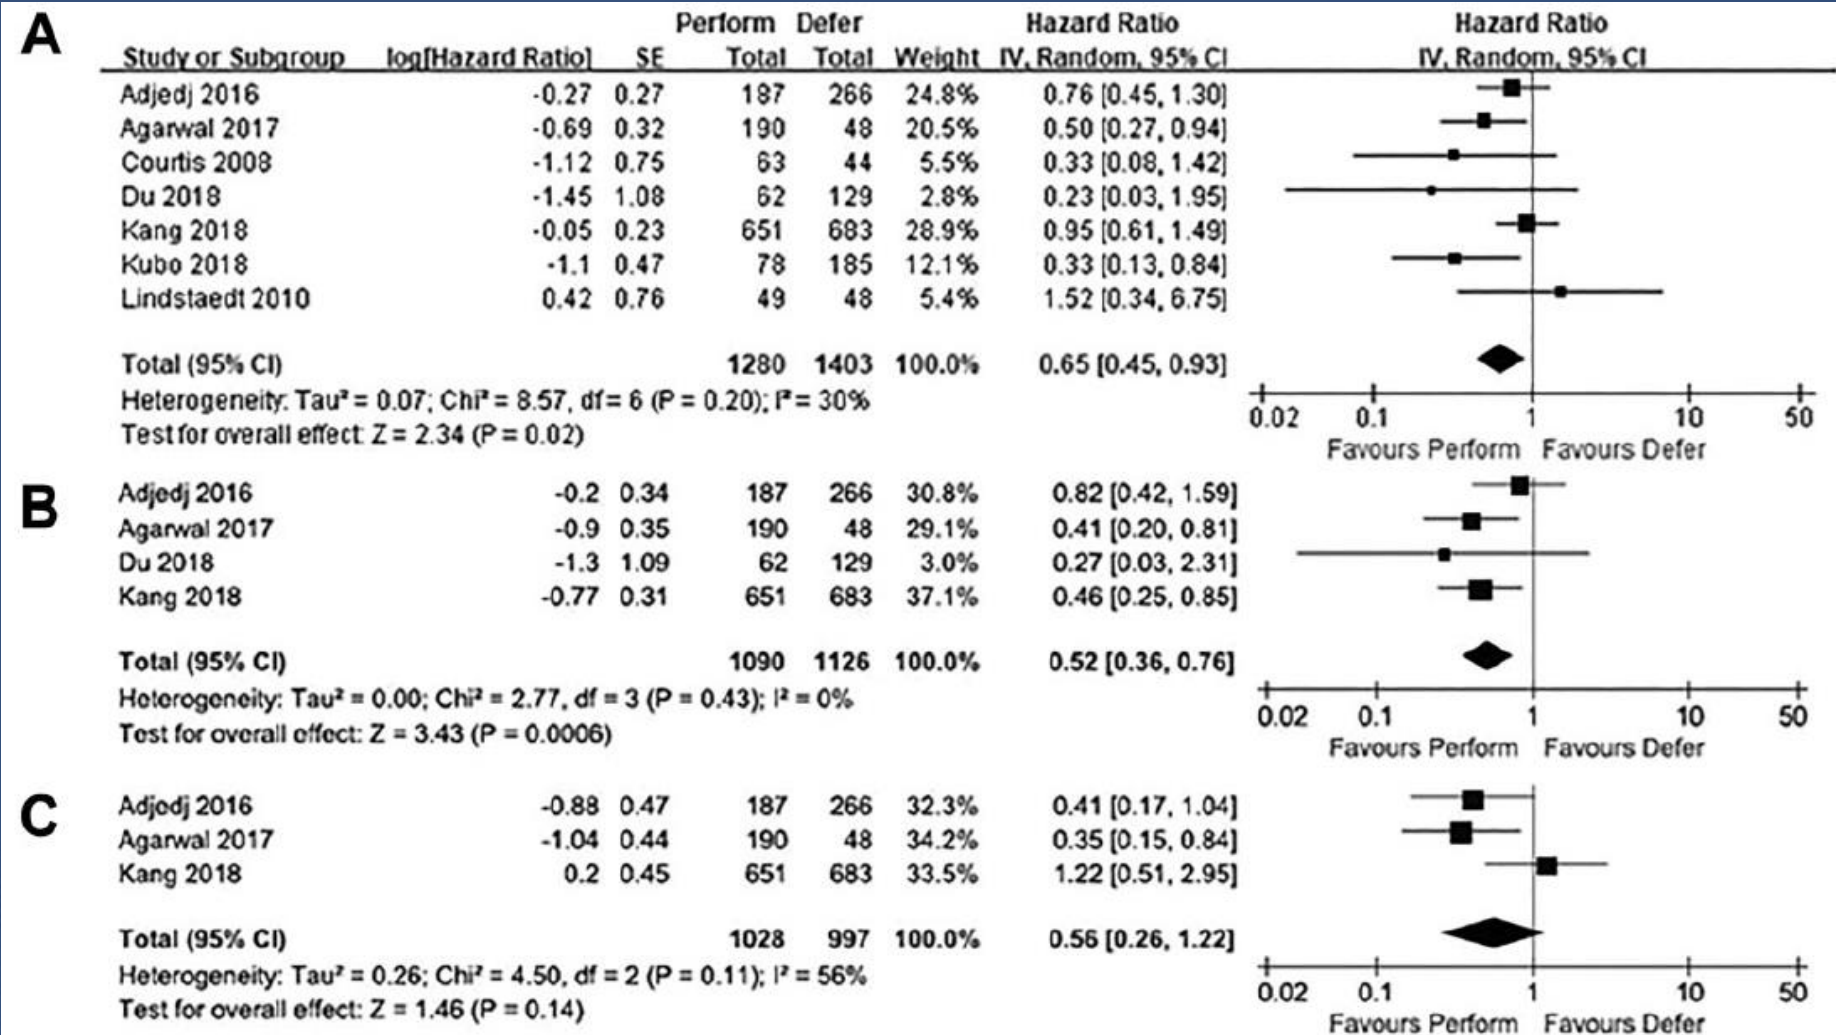 A
Perform Defer Hazard Ratio Hazard Ratio
Study or Subgroup log[Hazard Ratio] SE Total Total Weight IV, Random, 95% CI IV, Random, 95% CI
Adjedj 2016 -0.27 0.27 187 266 24.8% 0.76 [0.45, 1.30]
Agarwal 2017 -0.69 0.32 190 48 20.5% 0.50 [0.27, 0.94]
Courtis 2008 -1.12 0.75 63 44 5.5% 0.33 [0.08, 1.42]
Du 2018 -1.45 1.08 62 129 2.8% 0.23 [0.03, 1.95]
Kang 2018 -0.05 0.23 651 683 28.9% 0.95 [0.61, 1.49]
Kubo 2018 -1.1 0.47 78 185 12.1% 0.33 [0.13, 0.84]
Lindstaedt 2010 0.42 0.76 49 48 5.4% 1.52 [0.34, 6.75]
Total (95% CI) 1280 1403 100.0% 0.65 [0.45, 0.93]
Heterogeneity: Tau² = 0.07; Chi² = 8.57, df = 6 (P = 0.20); I² = 30%
Test for overall effect: Z = 2.34 (P = 0.02)
0.02 0.1 1 10 50
Favours Perform Favours Defer
B
Adjedj 2016 -0.2 0.34 187 266 30.8% 0.82 [0.42, 1.59]
Agarwal 2017 -0.9 0.35 190 48 29.1% 0.41 [0.20, 0.81]
Du 2018 -1.3 1.09 62 129 3.0% 0.27 [0.03, 2.31]
Kang 2018 -0.77 0.31 651 683 37.1% 0.46 [0.25, 0.85]
Total (95% CI) 1090 1126 100.0% 0.52 [0.36, 0.76]
Heterogeneity: Tau² = 0.00; Chi² = 2.77, df = 3 (P = 0.43); I² = 0%
Test for overall effect: Z = 3.43 (P = 0.0006)
0.02 0.1 1 10 50
Favours Perform Favours Defer
C
Adjedj 2016 -0.88 0.47 187 266 32.3% 0.41 [0.17, 1.04]
Agarwal 2017 -1.04 0.44 190 48 34.2% 0.35 [0.15, 0.84]
Kang 2018 0.2 0.45 651 683 33.5% 1.22 [0.51, 2.95]
Total (95% CI) 1028 997 100.0% 0.56 [0.26, 1.22]
Heterogeneity: Tau² = 0.26; Chi² = 4.50, df = 2 (P = 0.11); I² = 56%
Test for overall effect: Z = 1.46 (P = 0.14)
0.02 0.1 1 10 50
Favours Perform Favours Defer